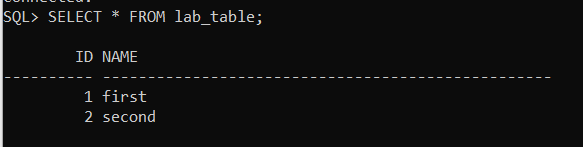 connected.
SQL> SELECT * FROM lab_table;
ID NAME
---------- --------------------------------------------------
1 first
2 second